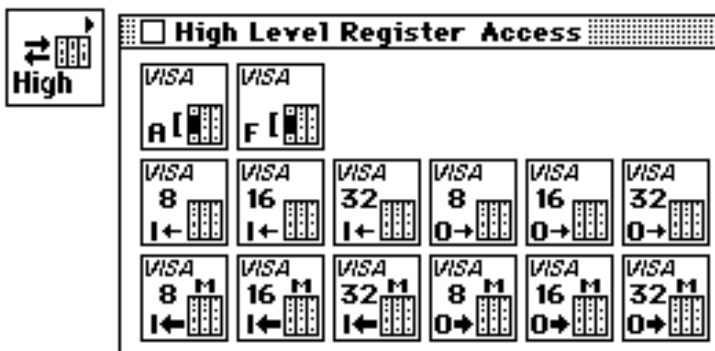 High
High Level Register Access
VISA VISA
A [ F [
VISA VISA VISA VISA VISA VISA
8 16 32 8 16 32
I← I← I← O→ O→ O→
VISA VISA VISA VISA VISA VISA
8 M 16 M 32 M 8 M 16 M 32 M
I← I← I← O→ O→ O→